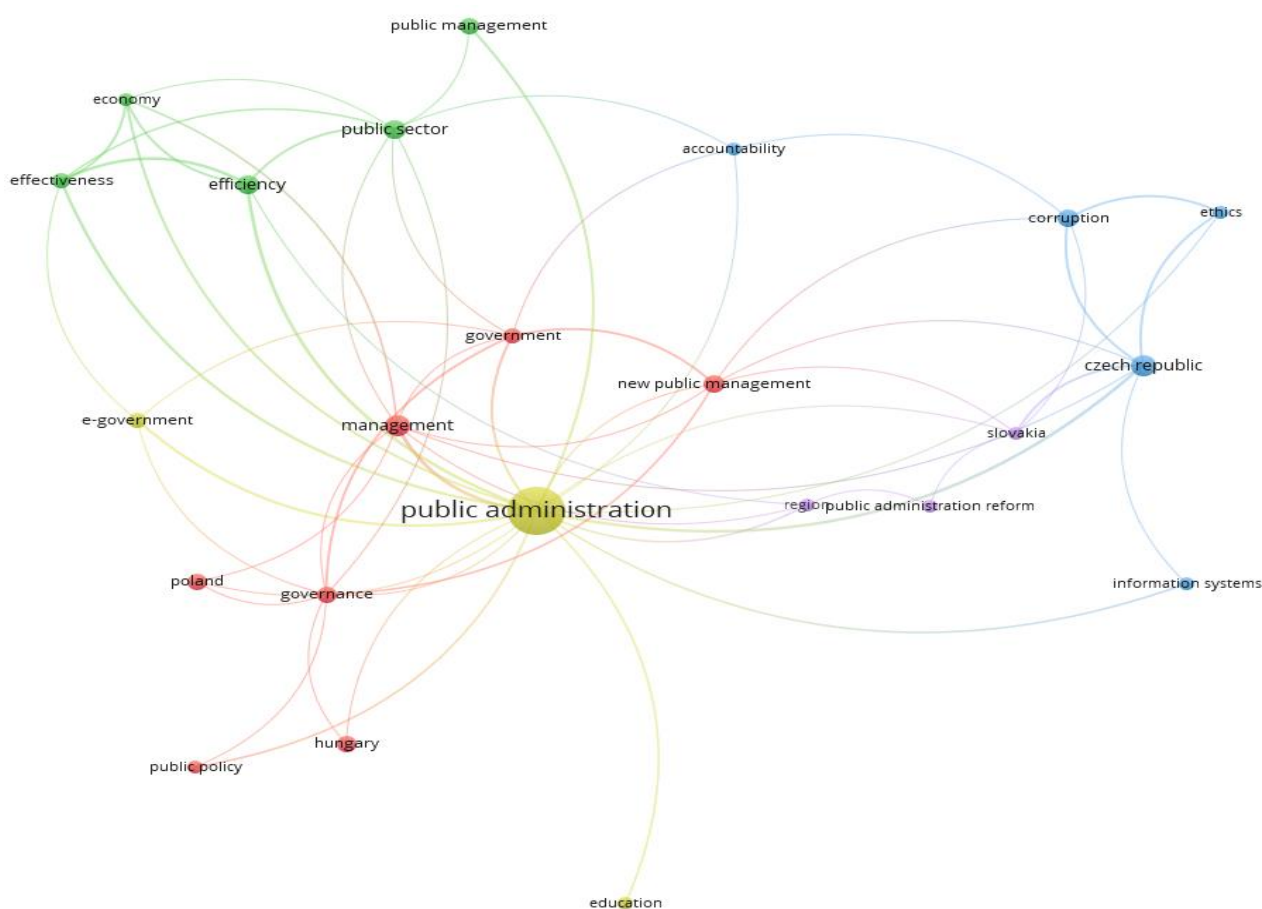 public management
economy
public sector
accountability
effectiveness
efficiency
corruption
ethics
government
new public management
czech republic
e-government
management
slovakia
public administration
region
public administration reform
poland
governance
information systems
hungary
public policy
education